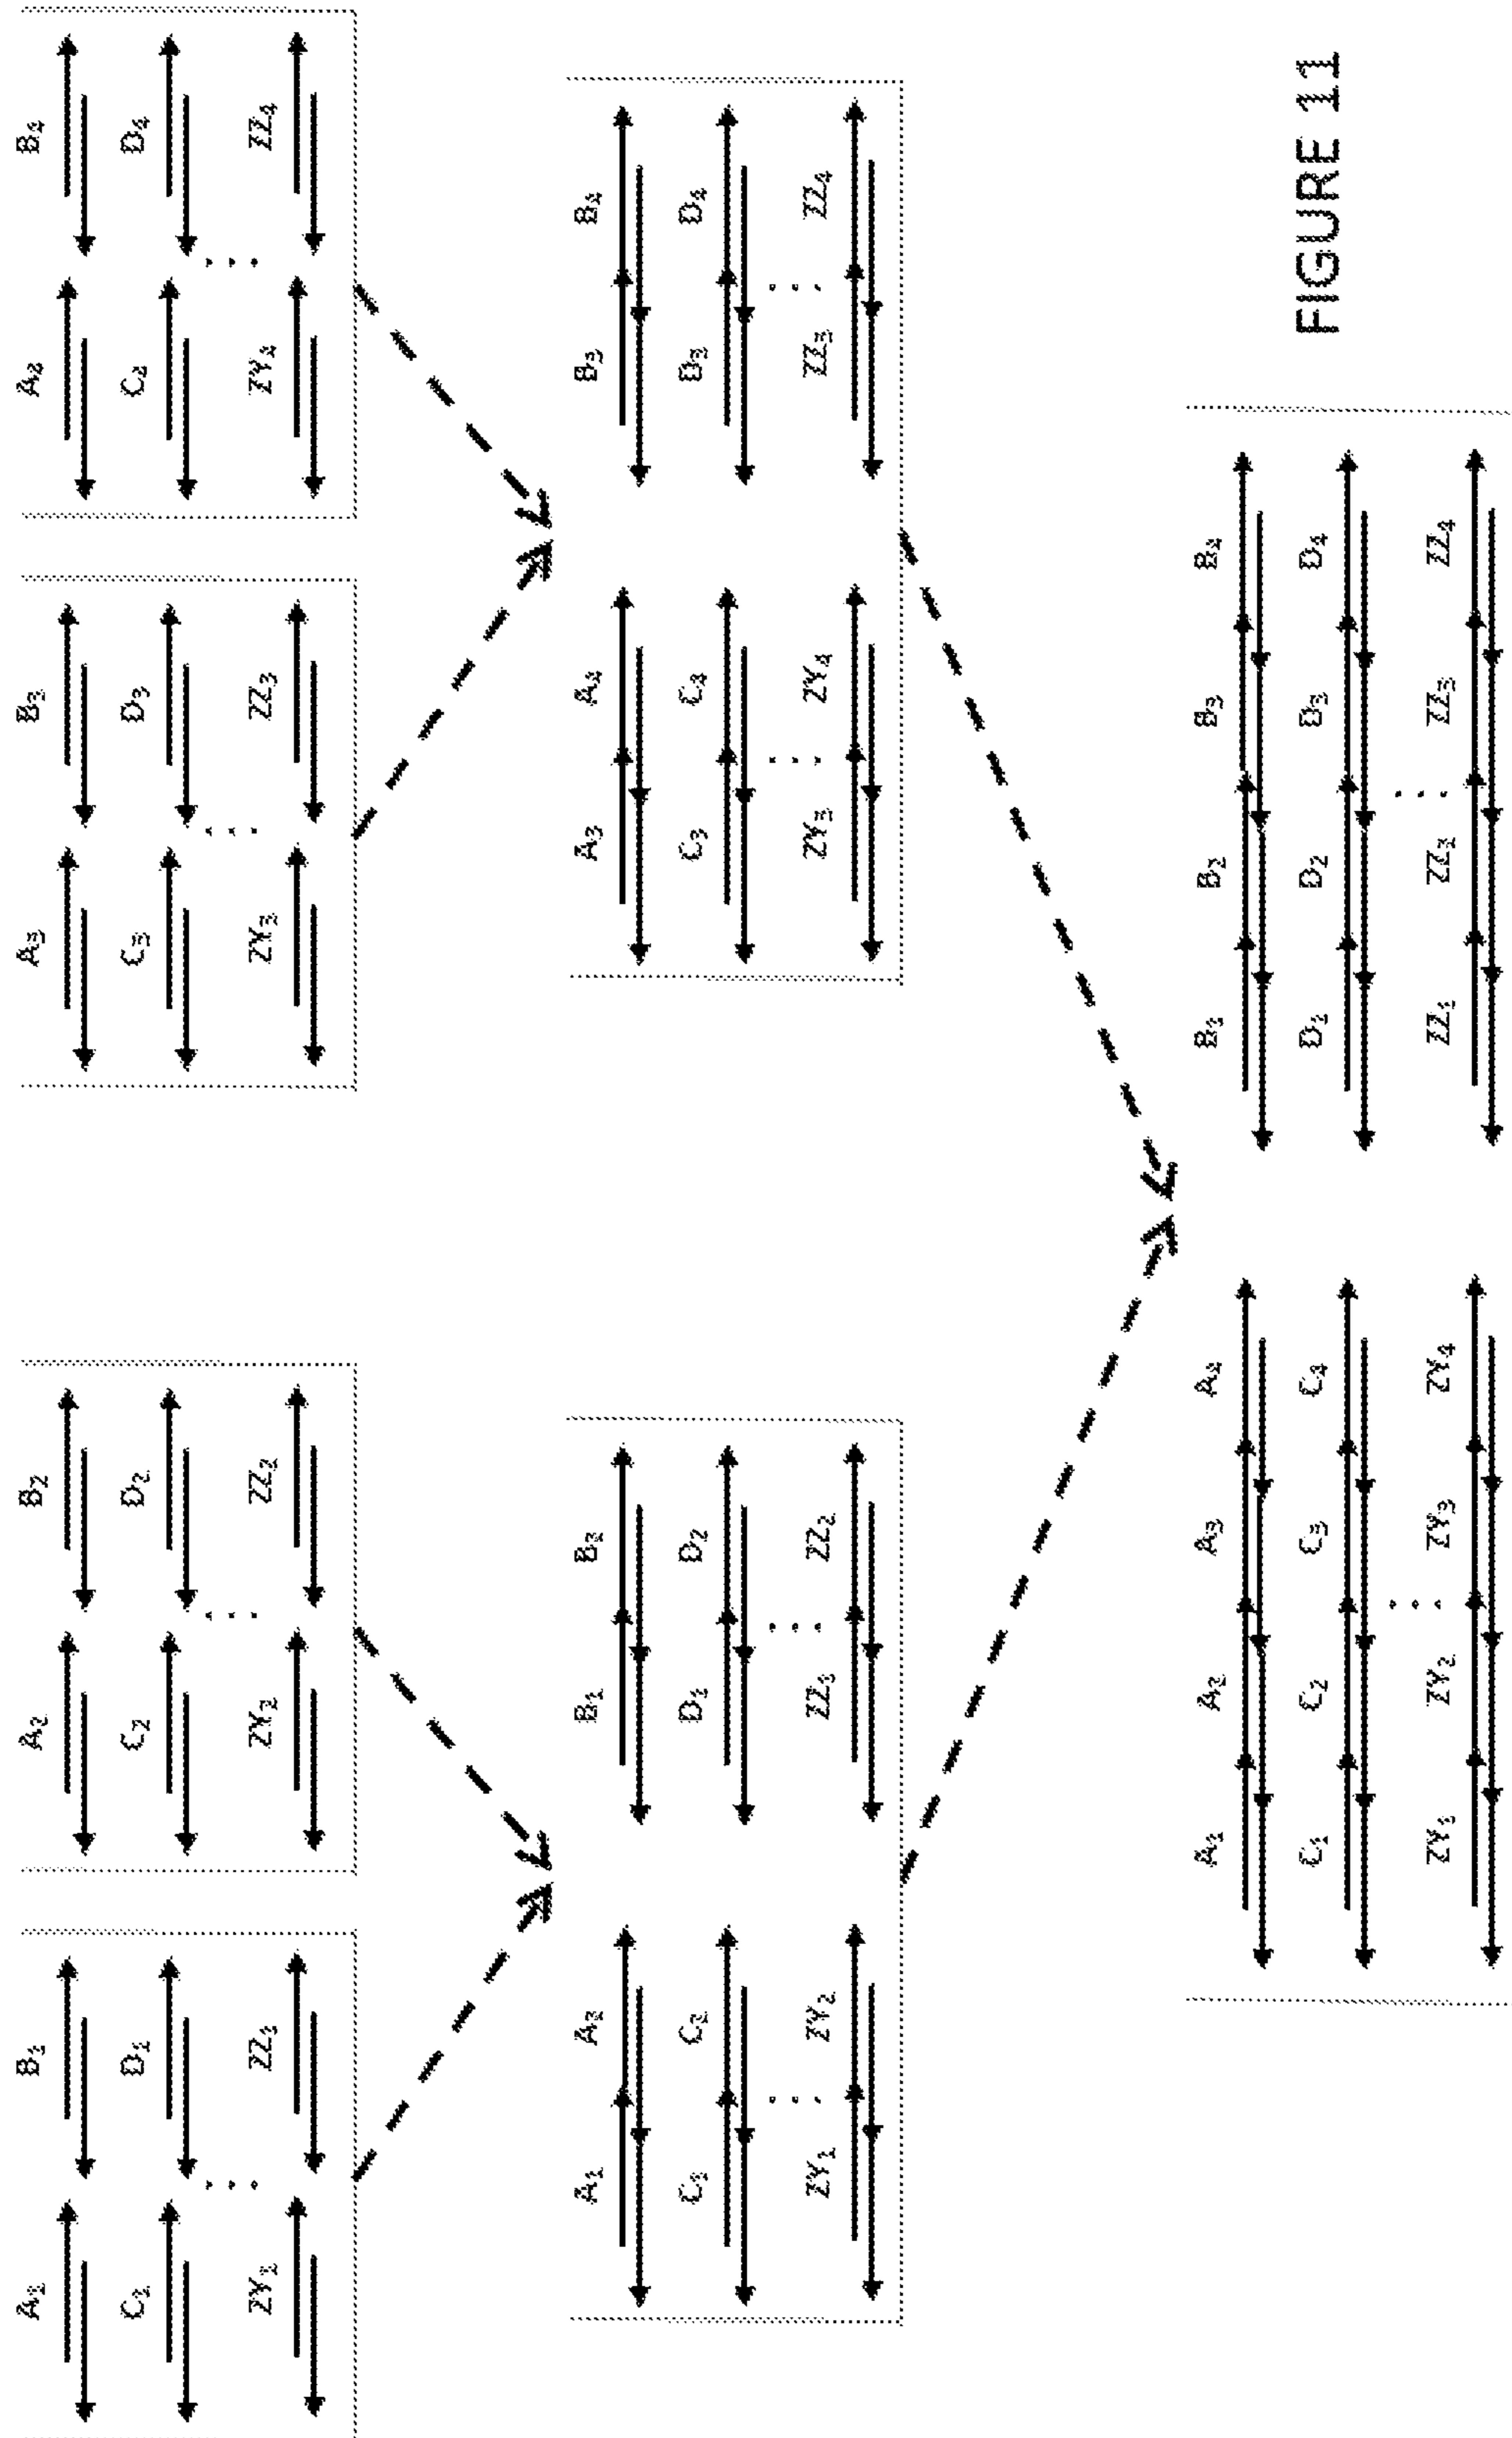 A₁ B₁ A₂ B₂ A₃ B₃ A₄ B₄
C₁ D₁ C₂ D₂ C₃ D₃ C₄ D₄
ZY₁ ZZ₁ ZY₂ ZZ₂ ZY₃ ZZ₃ ZY₄ ZZ₄
A₁ A₂ B₁ B₂ A₃ A₄ B₃ B₄
C₁ C₂ D₁ D₂ C₃ C₄ D₃ D₄
ZY₁ ZY₂ ZZ₁ ZZ₂ ZY₃ ZY₄ ZZ₃ ZZ₄
A₁ A₂ A₃ A₄ B₁ B₂ B₃ B₄
C₁ C₂ C₃ C₄ D₁ D₂ D₃ D₄
ZY₁ ZY₂ ZY₃ ZY₄ ZZ₁ ZZ₂ ZZ₃ ZZ₄
FIGURE 11